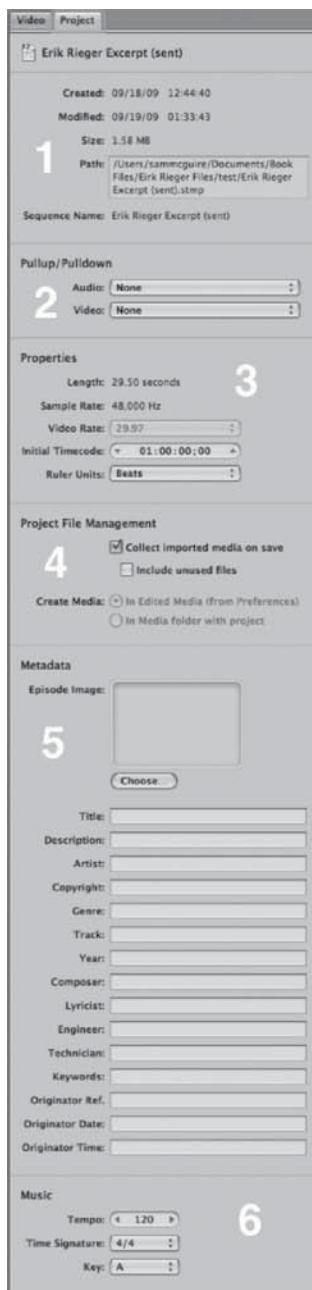 Video Project
Erik Rieger Excerpt (sent)
Created: 09/18/09 12:44:40
Modified: 09/19/09 01:33:43
1
Size: 1.58 MB
Path: /Users/sammcguire/Documents/Book
Files/Eirk Rieger Files/test/Erik Rieger
Excerpt (sent).stmp
Sequence Name: Erik Rieger Excerpt (sent)
Pullup/Pulldown
2
Audio: None
Video: None
Properties
3
Length: 29.50 seconds
Sample Rate: 48,000 Hz
Video Rate: 29.97
Initial Timecode: 01:00:00;00
Ruler Units: Beats
Project File Management
4
Collect imported media on save
Include unused files
Create Media: In Edited Media (from Preferences)
In Media folder with project
Metadata
Episode Image:
5
Choose...
Title:
Description:
Artist:
Copyright:
Genre:
Track:
Year:
Composer:
Lyricist:
Engineer:
Technician:
Keywords:
Originator Ref.
Originator Date:
Originator Time:
Music
6
Tempo: 120
Time Signature: 4/4
Key: A